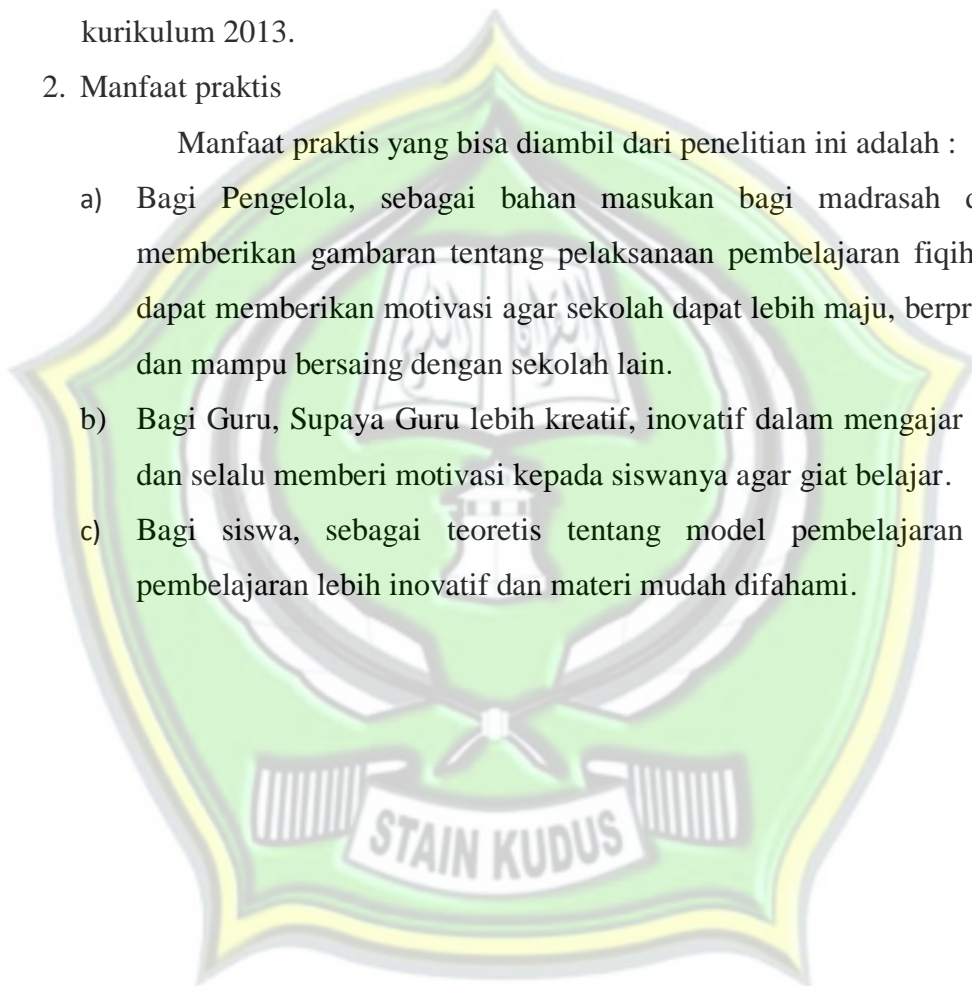 kurikulum 2013.
2. Manfaat praktis
Manfaat praktis yang bisa diambil dari penelitian ini adalah :
a) Bagi Pengelola, sebagai bahan masukan bagi madrasah
memberikan gambaran tentang pelaksanaan pembelajaran fiqih
dapat memberikan motivasi agar sekolah dapat lebih maju,
dan mampu bersaing dengan sekolah lain.
b) Bagi Guru, Supaya Guru lebih kreatif, inovatif dalam mengajar
dan selalu memberi motivasi kepada siswanya agar giat belajar.
c) Bagi siswa, sebagai teoretis tentang model pembelajaran
pembelajaran lebih inovatif dan materi mudah difahami.
STAIN KUDUS